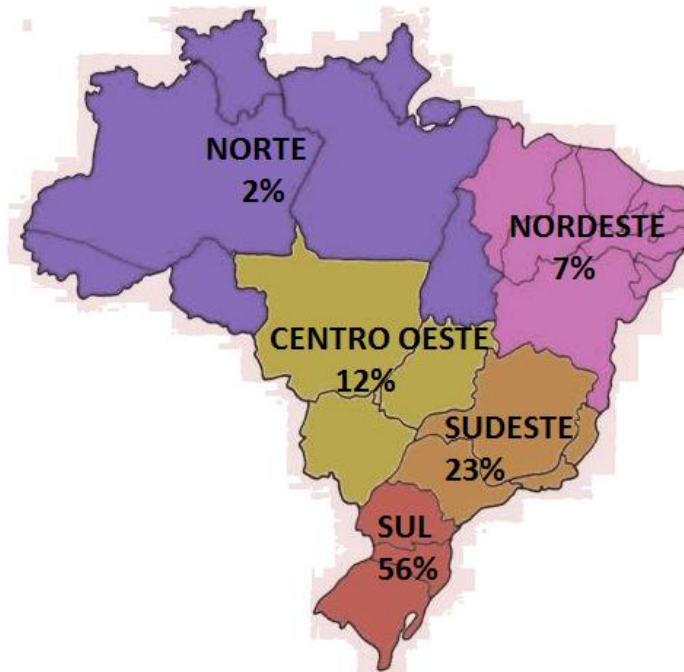 NORTE
2%
NORDESTE
7%
CENTRO OESTE
12%
SUDESTE
23%
SUL
56%